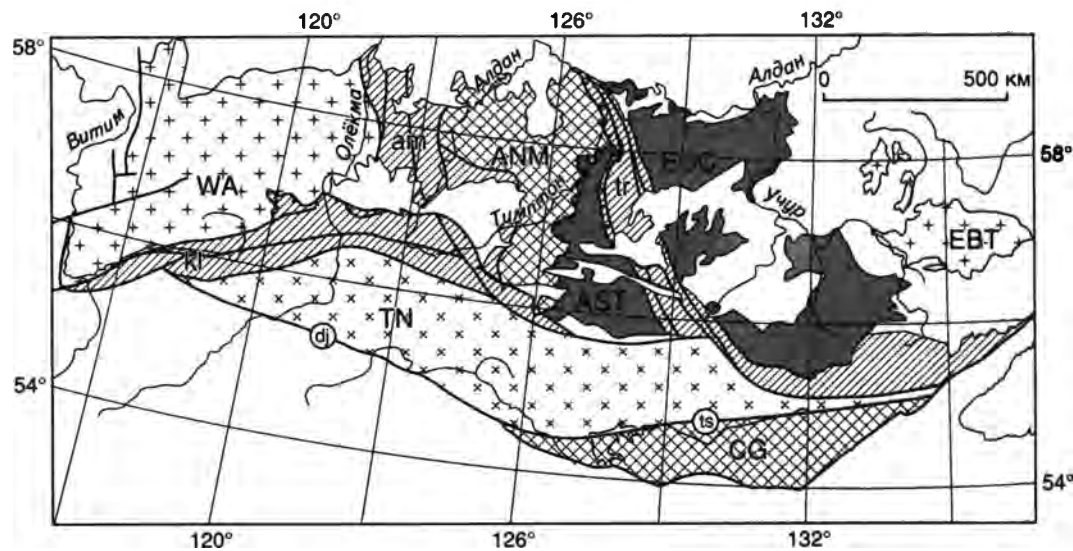 120° 126° 132°
58°
0 500 км
Витим
Олёкма
Алдан
Алдан
am
ANM
58°
WA
tr
Тимптон
Учур
EBT
kl
AST
TN
dj
54°
ts
CG
54°
120° 126° 132°